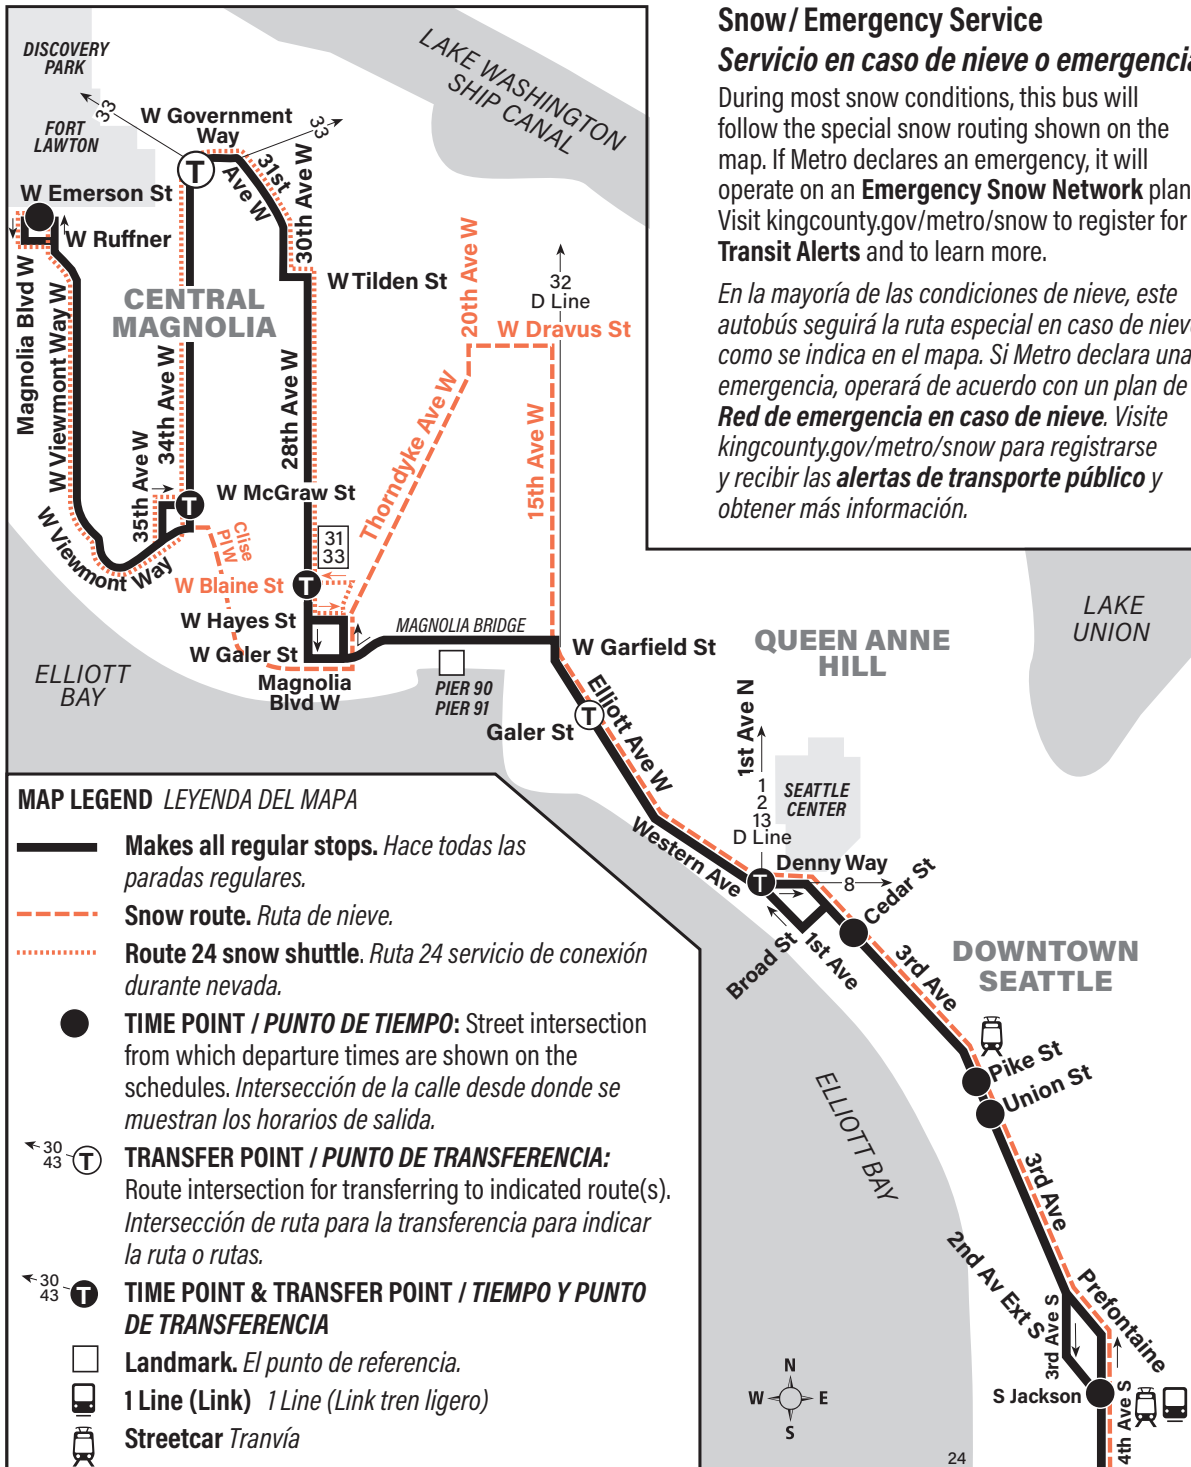 Snow / Emergency Service
Servicio en caso de nieve o emergencia
During most snow conditions, this bus will
follow the special snow routing shown on the
map. If Metro declares an emergency, it will
operate on an Emergency Snow Network plan
Visit kingcounty.gov/metro/snow to register for
Transit Alerts and to learn more.
En la mayoría de las condiciones de nieve, este
autobús seguirá la ruta especial en caso de nieve
como se indica en el mapa. Si Metro declara una
emergencia, operará de acuerdo con un plan de
Red de emergencia en caso de nieve. Visite
kingcounty.gov/metro/snow para registrarse
y recibir las alertas de transporte público y
obtener más información.
DISCOVERY
PARK
FORT
LAWTON
33
W Government
Way
33
LAKE WASHINGTON
SHIP CANAL
T
31st
Ave W
30th Ave W
W Emerson St
W Ruffner
Magnolia Blvd W
W Viewmont Way W
CENTRAL
MAGNOLIA
W Tilden St
34th Ave W
28th Ave W
35th Ave W
20th Ave W
32
D Line
W Dravus St
Thorndyke Ave W
15th Ave W
W McGraw St
T
W Viewmont Way
Clise
Pl W
31
33
W Blaine St
T
W Hayes St
W Galer St
Magnolia
Blvd W
MAGNOLIA BRIDGE
PIER 90
PIER 91
W Garfield St
ELLIOTT
BAY
QUEEN ANNE
HILL
LAKE
UNION
Galer St
T
Elliott Ave W
1st Ave N
1
2
13
D Line
SEATTLE
CENTER
Western Ave
T
Denny Way
8
Cedar St
Broad St
1st Ave
3rd Ave
DOWNTOWN
SEATTLE
Pike St
Union St
ELLIOTT BAY
3rd Ave
2nd Av Ext S
3rd Ave S
Prefontaine
S Jackson
4th Ave S
N
W
E
S
24
MAP LEGEND LEYENDA DEL MAPA
Makes all regular stops. Hace todas las
paradas regulares.
Snow route. Ruta de nieve.
Route 24 snow shuttle. Ruta 24 servicio de conexión
durante nevada.
TIME POINT / PUNTO DE TIEMPO: Street intersection
from which departure times are shown on the
schedules. Intersección de la calle desde donde se
muestran los horarios de salida.
30
43
T
TRANSFER POINT / PUNTO DE TRANSFERENCIA:
Route intersection for transferring to indicated route(s).
Intersección de ruta para la transferencia para indicar
la ruta o rutas.
30
43
T
TIME POINT & TRANSFER POINT / TIEMPO Y PUNTO
DE TRANSFERENCIA
Landmark. El punto de referencia.
1 Line (Link) 1 Line (Link tren ligero)
Streetcar Tranvía